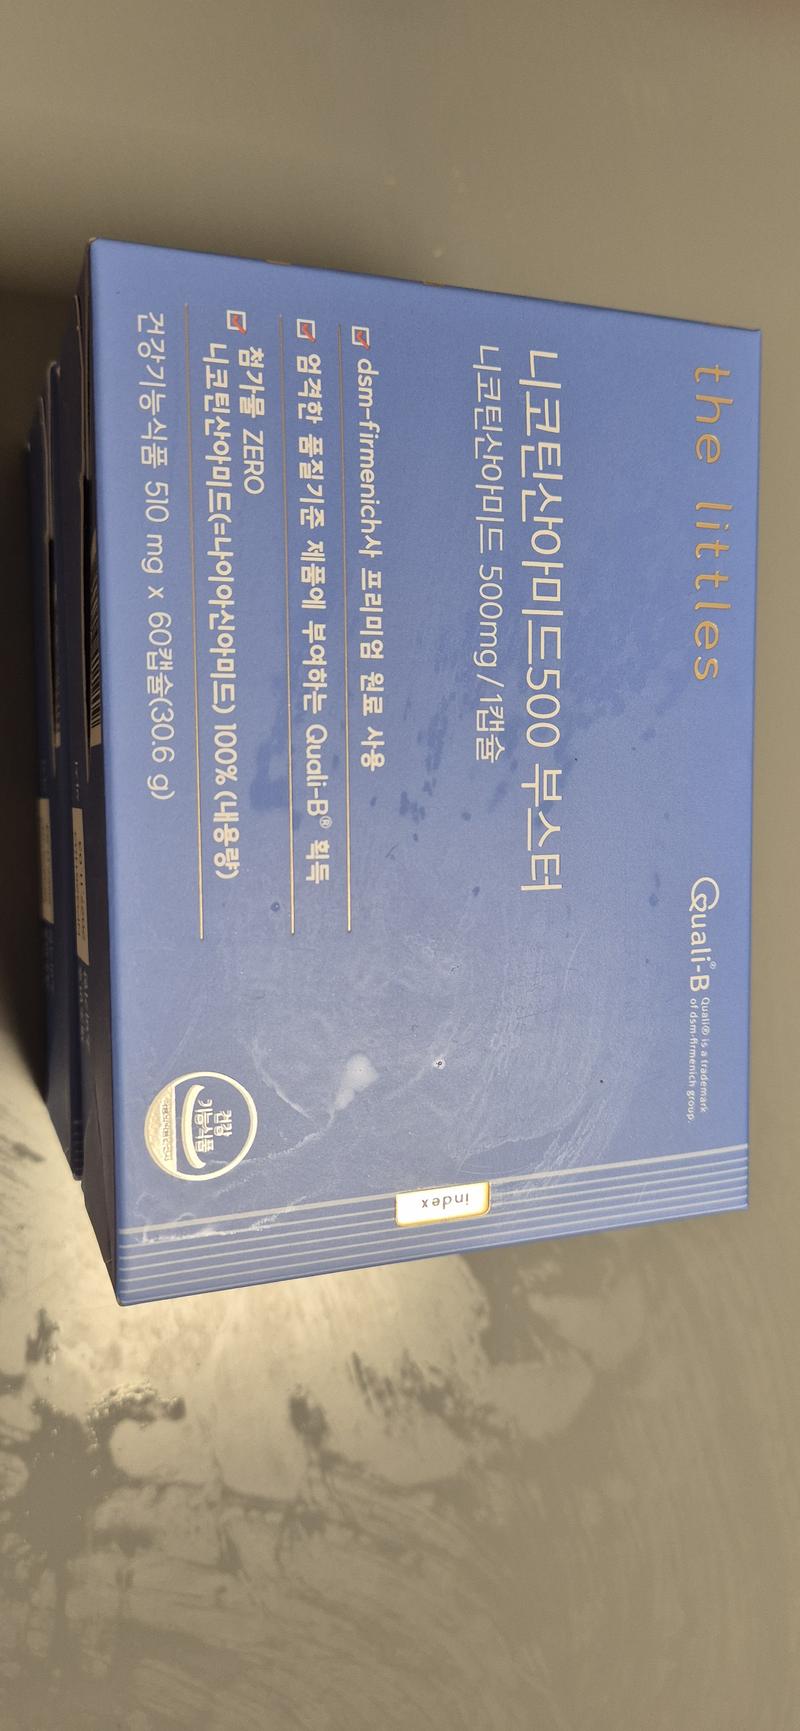 the littles
Quali-B®
Quali® is a trademark
of dsm-firmenich group.
니코틴산아미드500 부스터
니코틴산아미드 500mg / 1캡슐
dsm-firmenich사 프리미엄 원료 사용
엄격한 품질기준 제품에 부여하는 Quali-B® 획득
첨가물 ZERO
니코틴산아미드(=나이아신아미드) 100% (내용량)
건강기능식품 510 mg x 60캡슐(30.6 g)
건강
기능식품
index